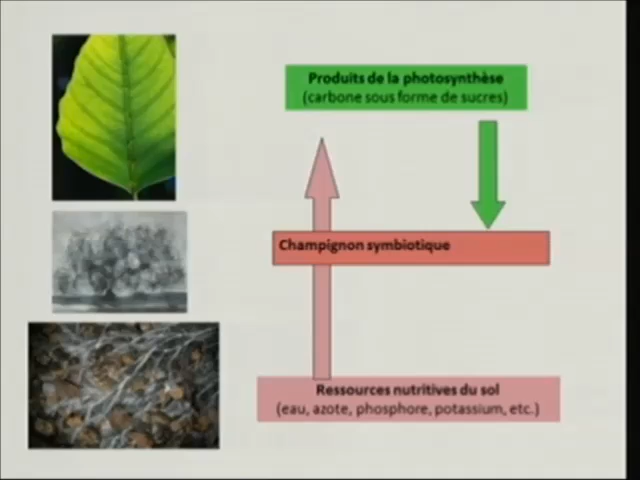 Produits de la photosynthèse
(carbone sous forme de sucres)
Champignon symbiotique
Ressources nutritives du sol
(eau, azote, phosphore, potassium, etc.)